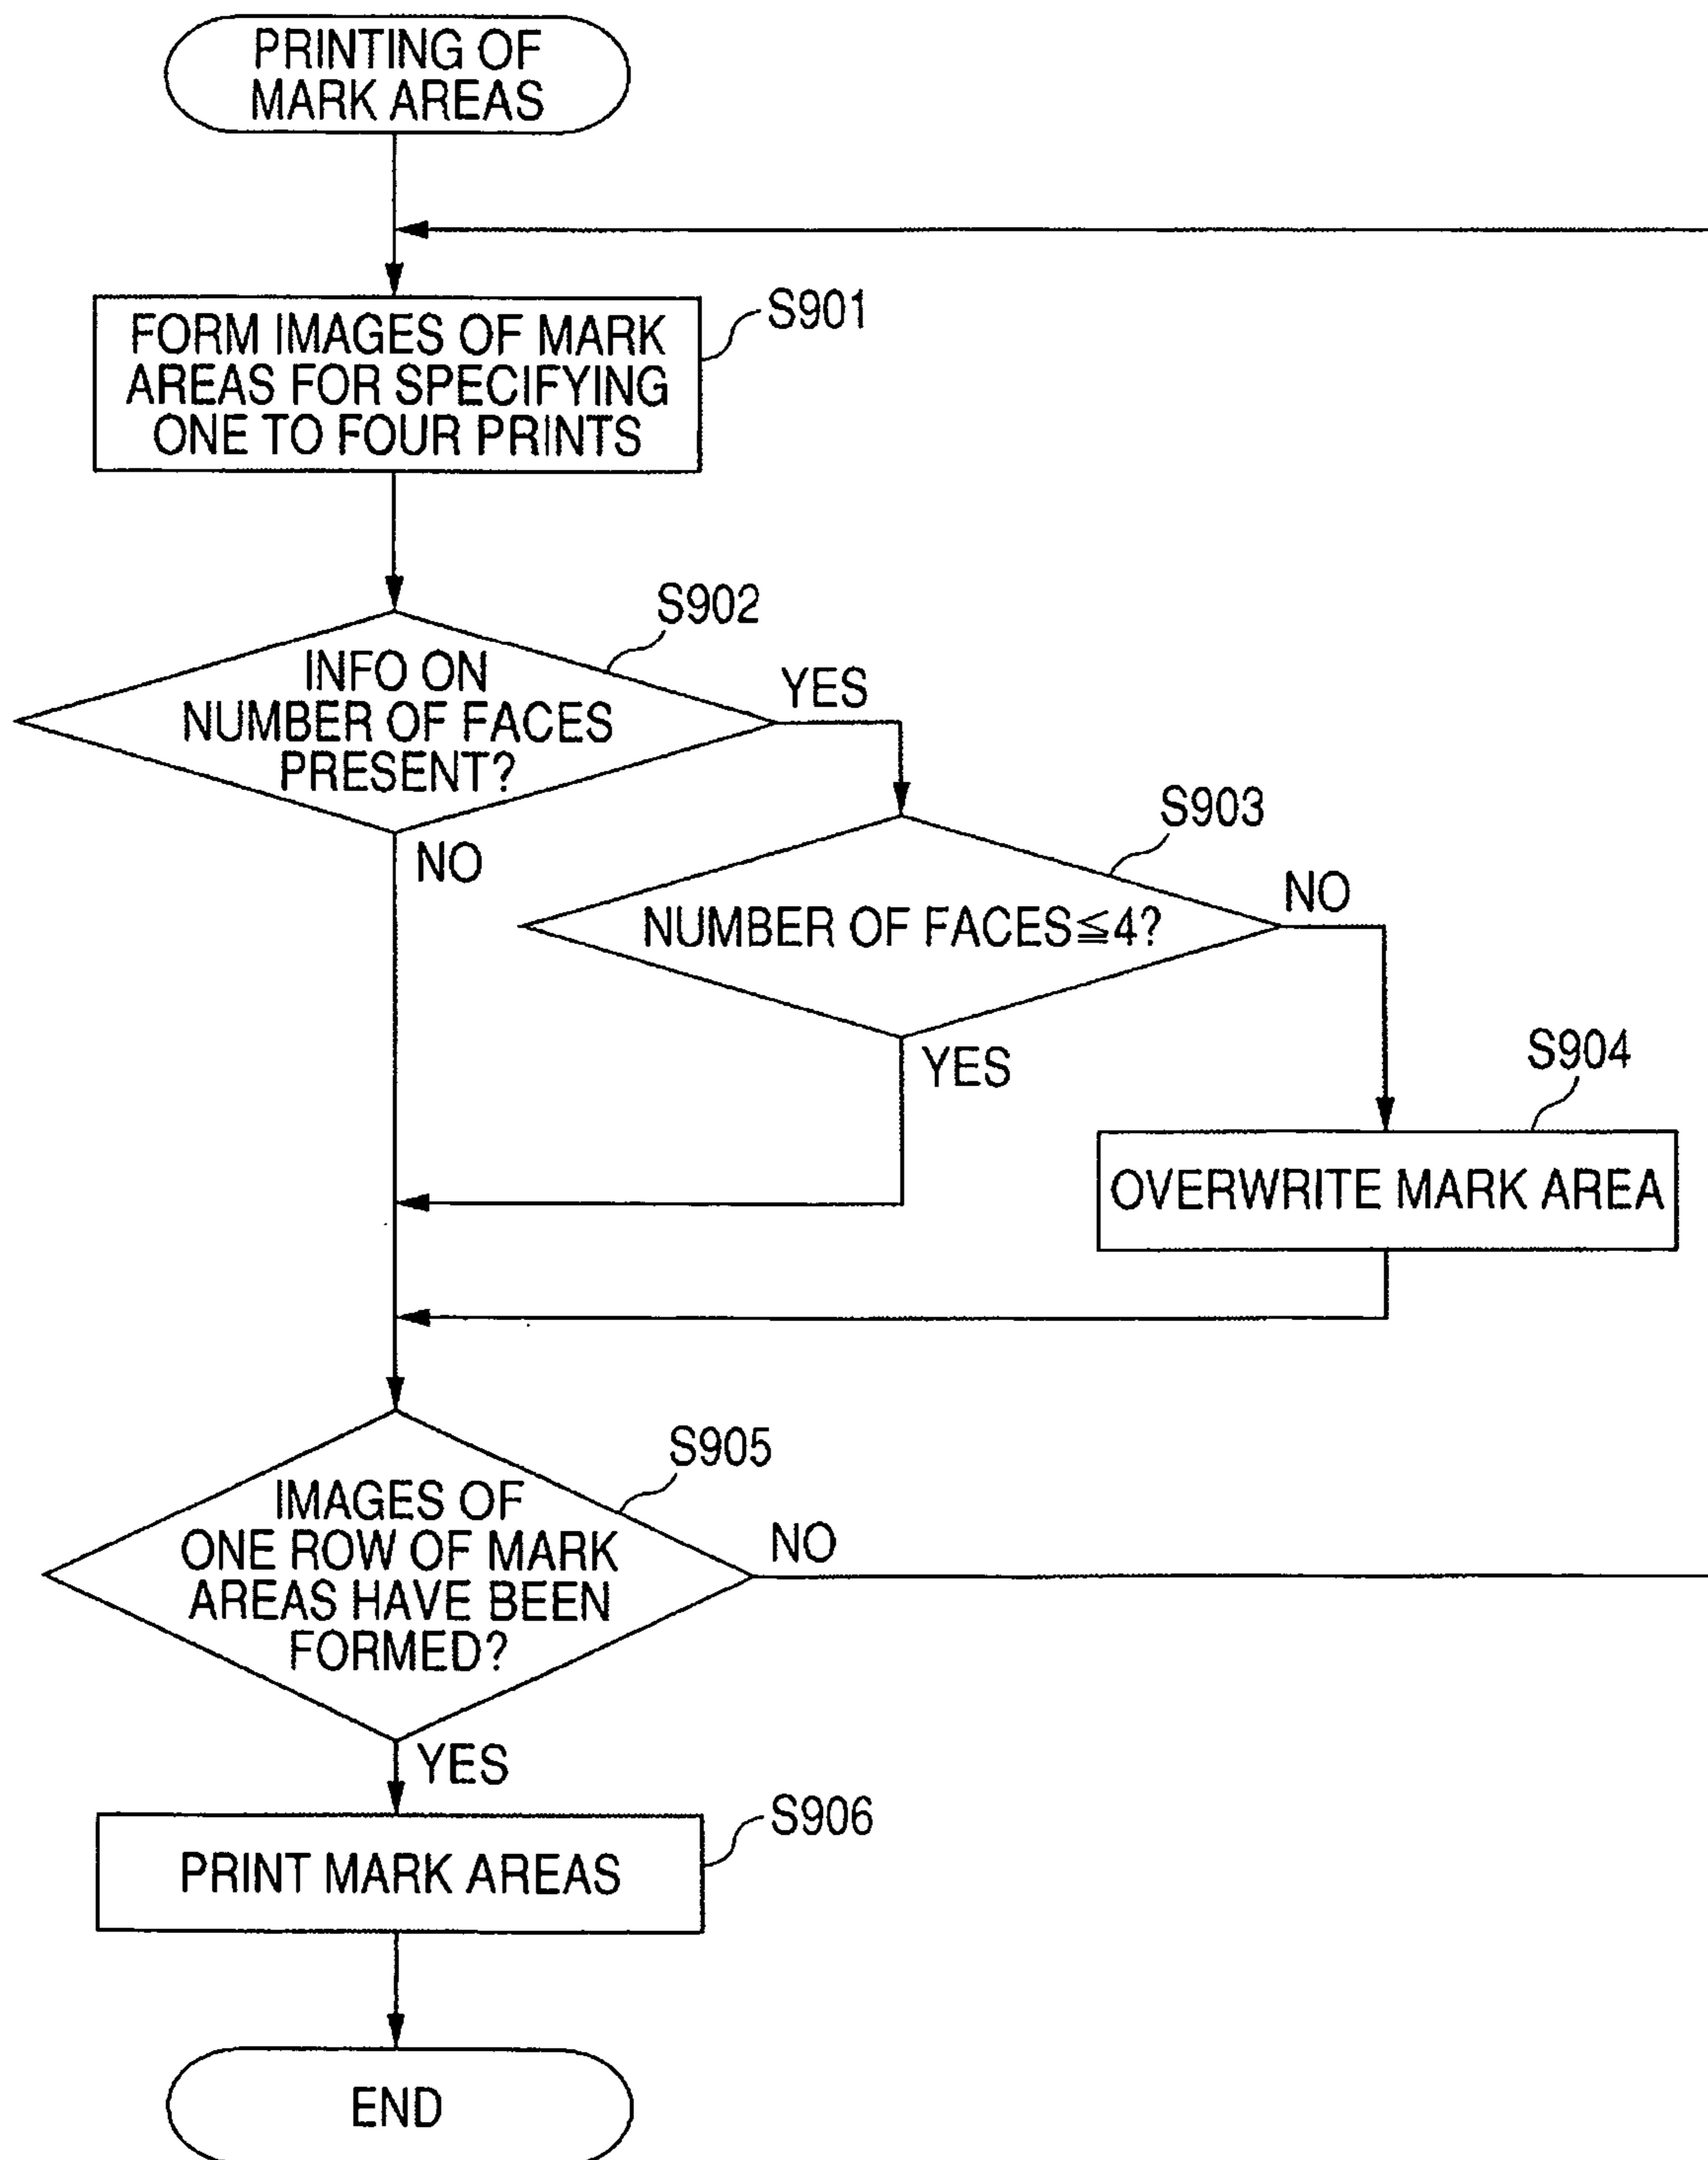 PRINTING OF
MARK AREAS
FORM IMAGES OF MARK
AREAS FOR SPECIFYING
ONE TO FOUR PRINTS
S901
INFO ON
NUMBER OF FACES
PRESENT?
S902
YES
NO
NUMBER OF FACES≦4?
S903
NO
YES
S904
OVERWRITE MARK AREA
IMAGES OF
ONE ROW OF MARK
AREAS HAVE BEEN
FORMED?
S905
NO
YES
PRINT MARK AREAS
S906
END